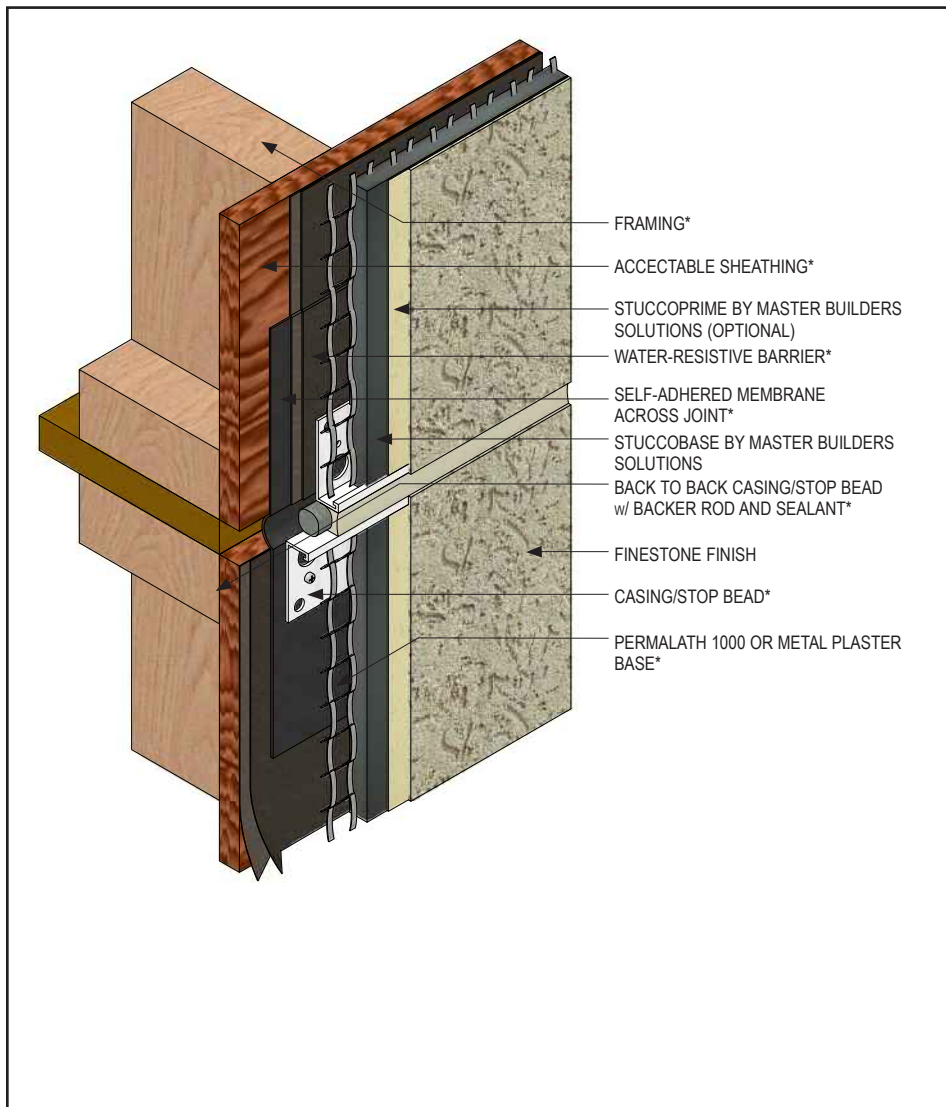 FRAMING*
ACCECTABLE SHEATHING*
STUCCOPRIME BY MASTER BUILDERS
SOLUTIONS (OPTIONAL)
WATER-RESISTIVE BARRIER*
SELF-ADHERED MEMBRANE
ACROSS JOINT*
STUCCOBASE BY MASTER BUILDERS
SOLUTIONS
BACK TO BACK CASING/STOP BEAD
w/ BACKER ROD AND SEALANT*
FINESTONE FINISH
CASING/STOP BEAD*
PERMALATH 1000 OR METAL PLASTER
BASE*